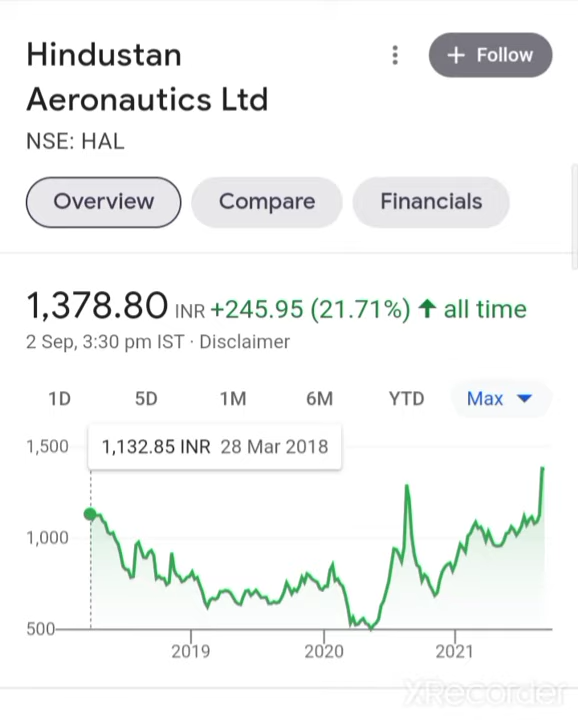 Hindustan
Aeronautics Ltd
+ Follow
NSE: HAL
Overview
Compare
Financials
1,378.80 INR +245.95 (21.71%) ↑ all time
2 Sep, 3:30 pm IST · Disclaimer
1D 5D 1M 6M YTD Max
1,500
1,132.85 INR 28 Mar 2018
1,000
500
2019 2020 2021
XRecorder